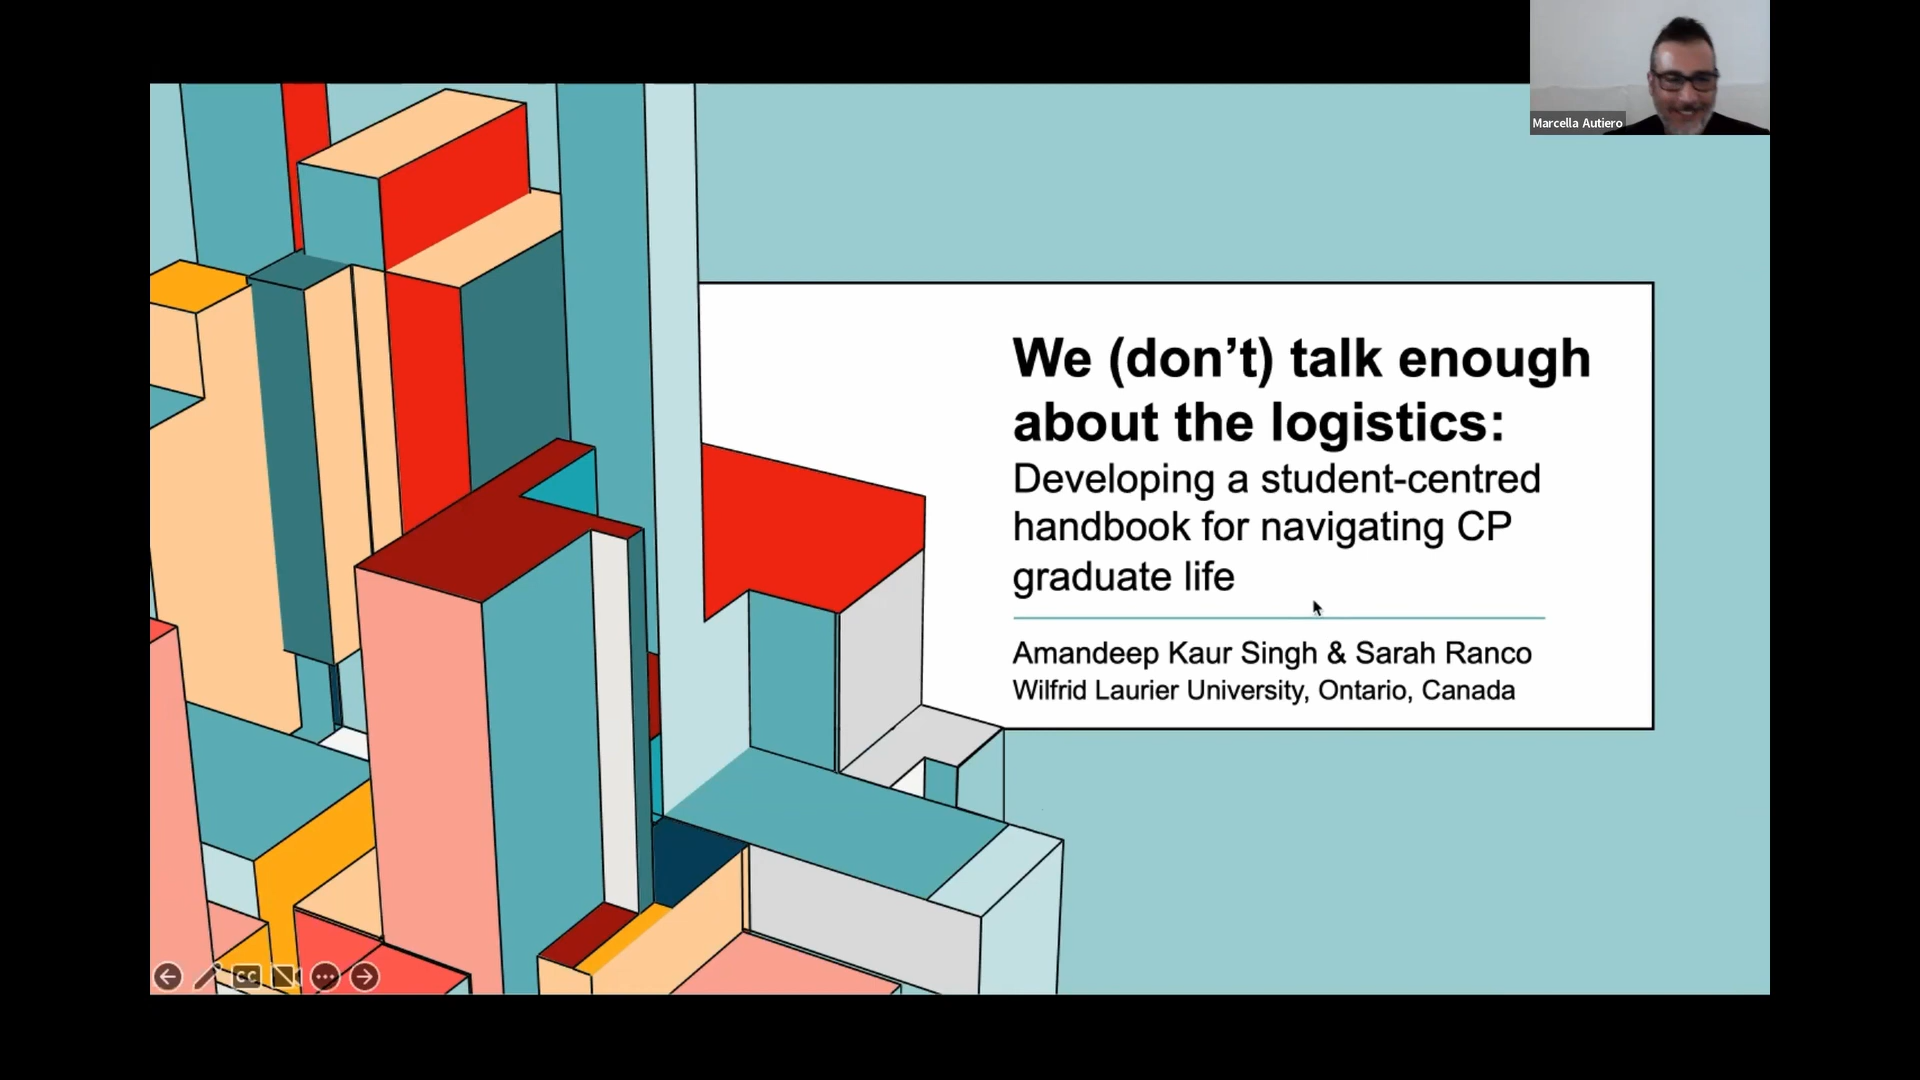 Marcella Autiero
We (don’t) talk enough
about the logistics:
Developing a student-centred
handbook for navigating CP
graduate life
Amandeep Kaur Singh & Sarah Ranco
Wilfrid Laurier University, Ontario, Canada
CC